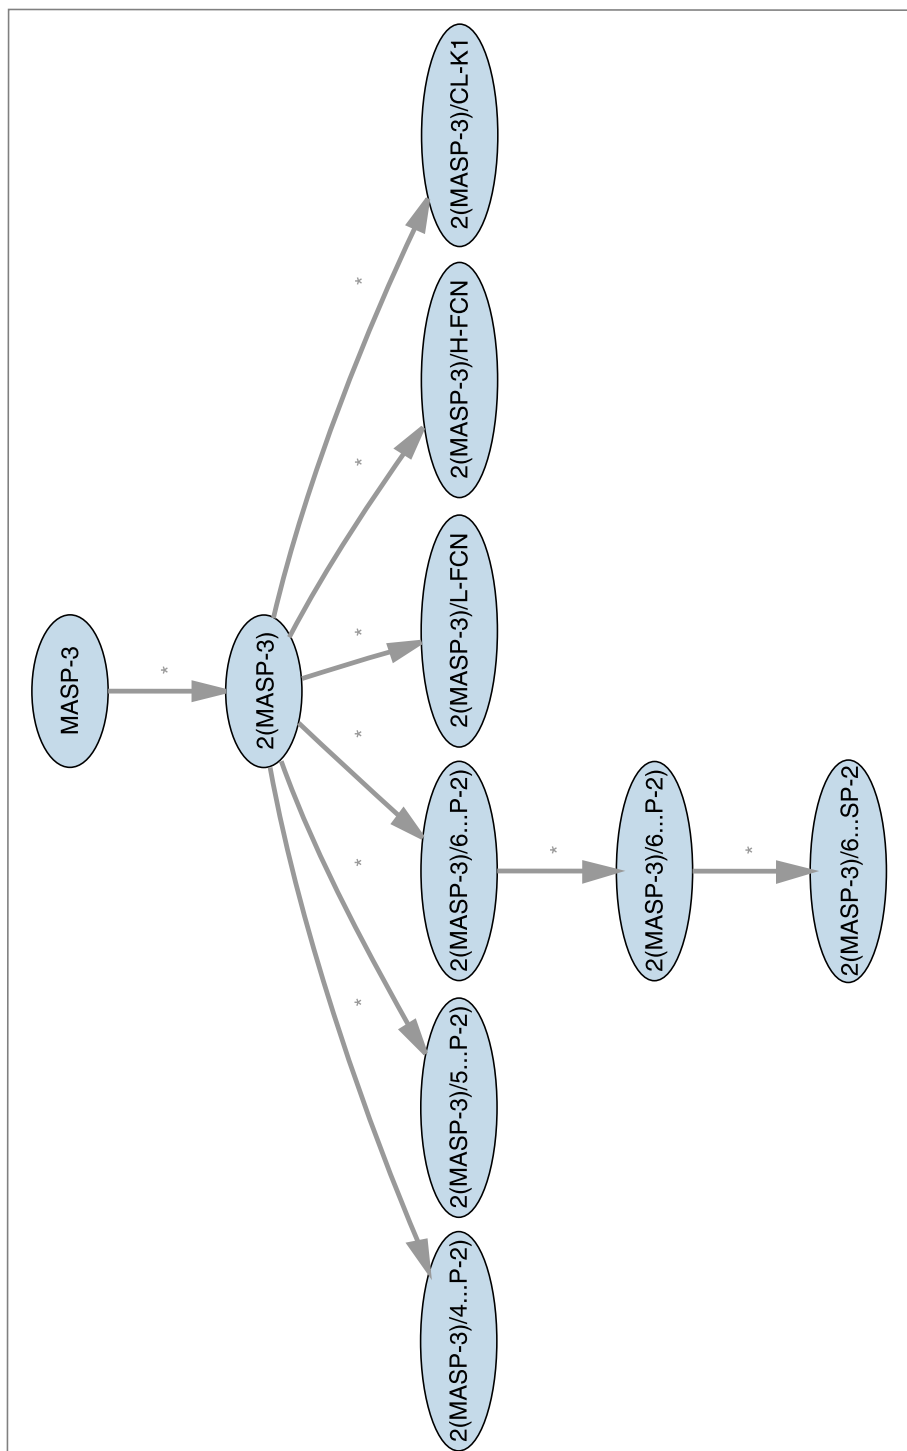 MASP-3
*
2(MASP-3)
*
*
*
*
*
*
2(MASP-3)/4...P-2)
2(MASP-3)/5...P-2)
2(MASP-3)/6...P-2)
2(MASP-3)/L-FCN
2(MASP-3)/H-FCN
2(MASP-3)/CL-K1
*
2(MASP-3)/6...P-2)
*
2(MASP-3)/6...SP-2